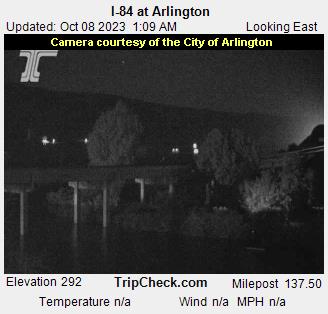 I-84 at Arlington
Updated: Oct 08 2023 1:09 AM Looking East
Camera courtesy of the City of Arlington
Elevation 292 TripCheck.com Milepost 137.50
Temperature n/a Wind n/a MPH n/a